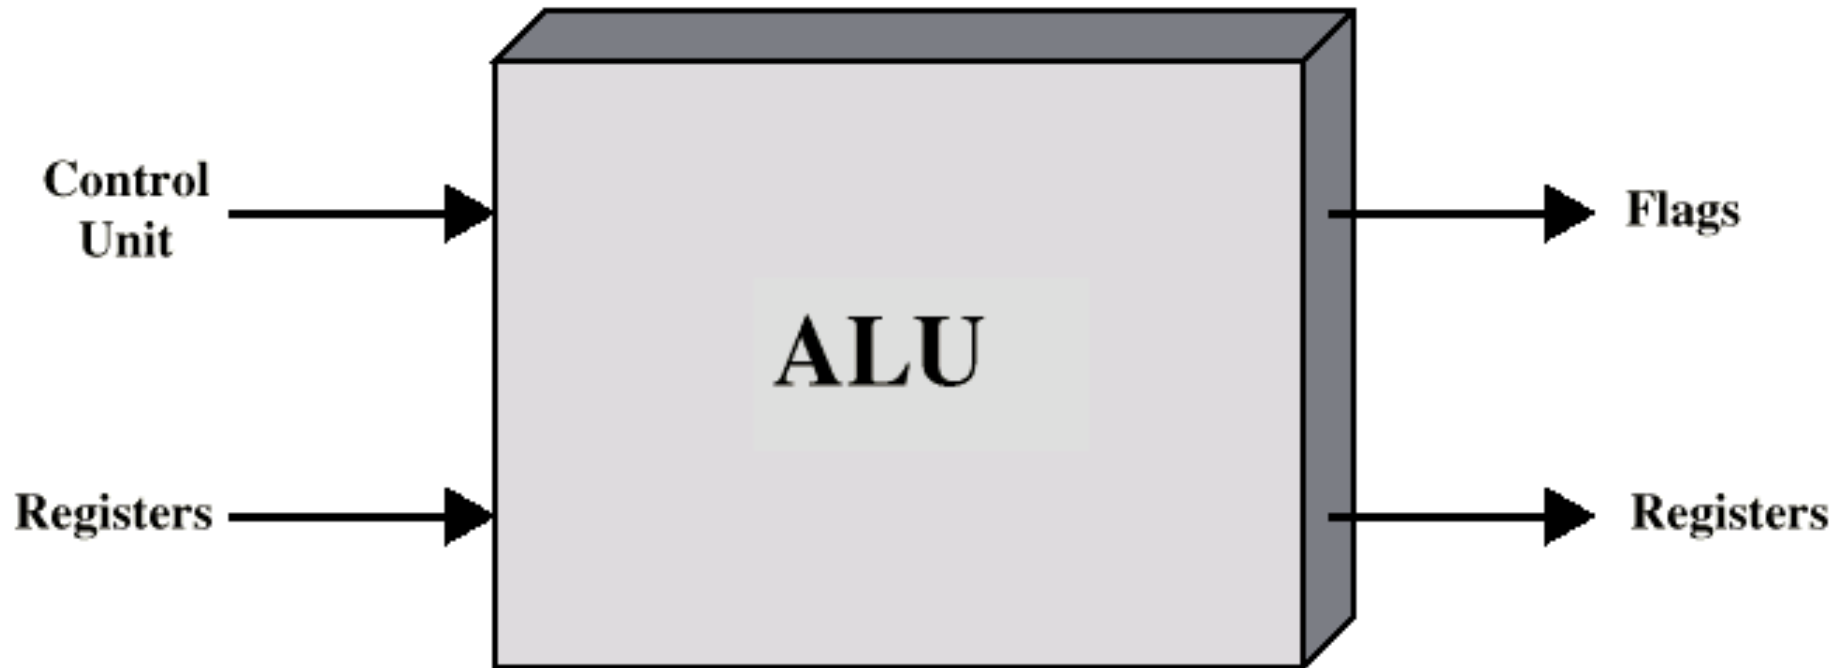 Control
Unit
Flags
ALU
Registers
Registers